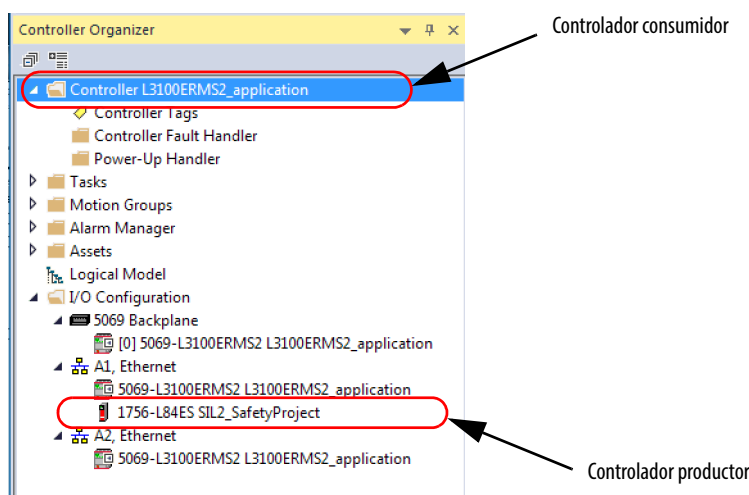 Controller Organizer
Controlador consumidor
Controller L3100ERMS2_application
Controller Tags
Controller Fault Handler
Power-Up Handler
Tasks
Motion Groups
Alarm Manager
Assets
Logical Model
I/O Configuration
5069 Backplane
[0] 5069-L3100ERMS2 L3100ERMS2_application
A1, Ethernet
5069-L3100ERMS2 L3100ERMS2_application
1756-L84ES SIL2_SafetyProject
A2, Ethernet
5069-L3100ERMS2 L3100ERMS2_application
Controlador productor